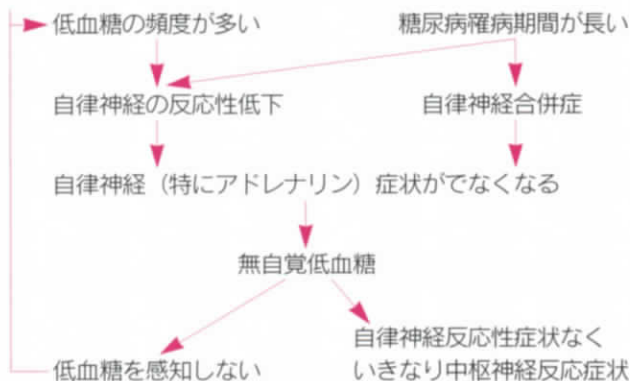 低血糖の頻度が多い
糖尿病罹病期間が長い
自律神経の反応性低下
自律神経合併症
自律神経（特にアドレナリン）症状がでなくなる
無自覚低血糖
自律神経反応性症状なく
いきなり中枢神経反応症状
低血糖を感知しない